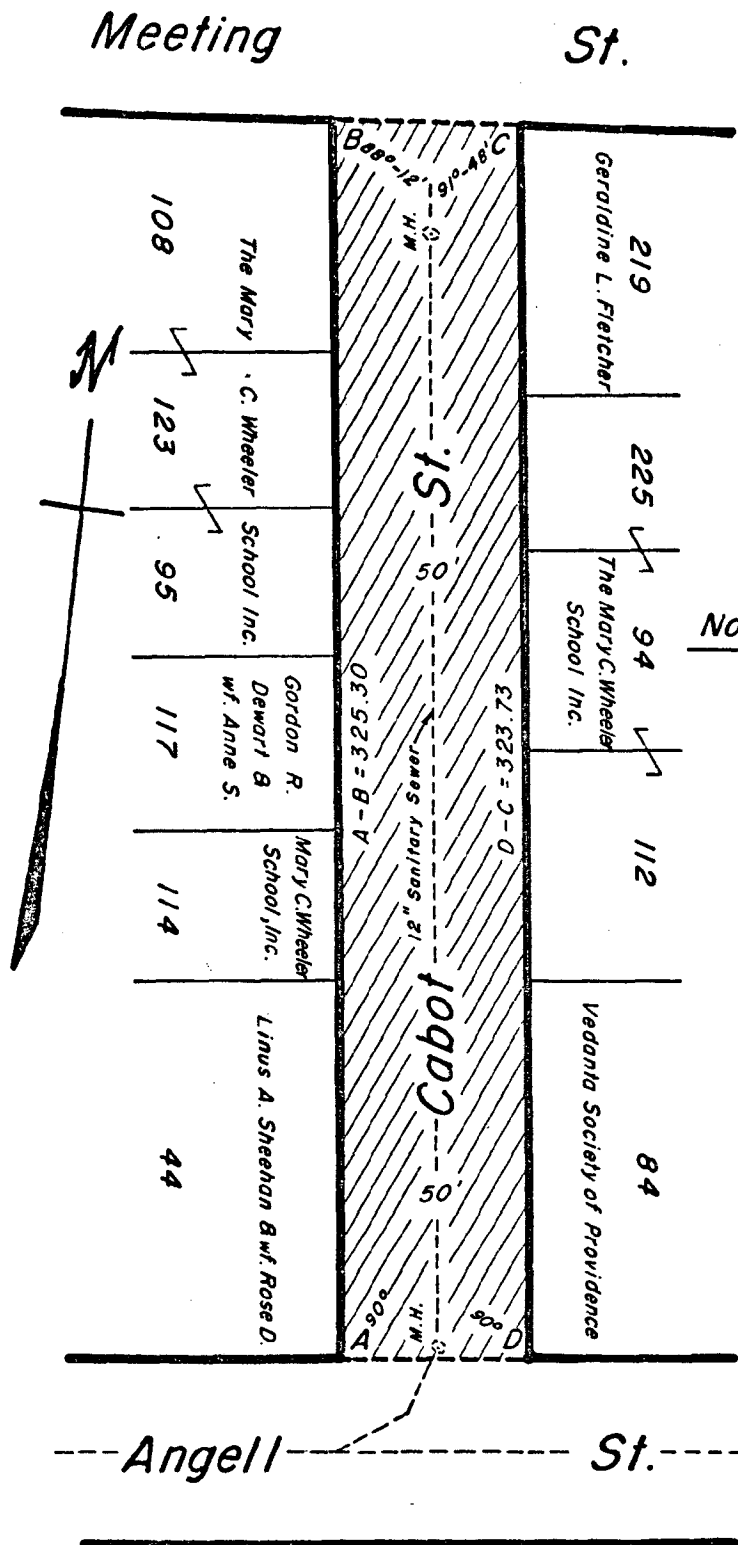 Meeting St.
B 88°-12'
91°-48' C
M.H.
108
The Mary C. Wheeler School Inc.
123
95
N
Gordon R.
Dewart &
wf. Anne S.
117
Mary C. Wheeler
School, Inc.
114
Linus A. Sheehan & wf. Rose D.
44
Cabot St.
50'
A-B = 325.30
12" Sanitary Sewer
D-C = 323.73
50'
A 90°
M.H.
90° D
219
Geraldine L. Fletcher
225
The Mary C. Wheeler
School Inc.
94
No
112
84
Vedanta Society of Providence
Angell St.